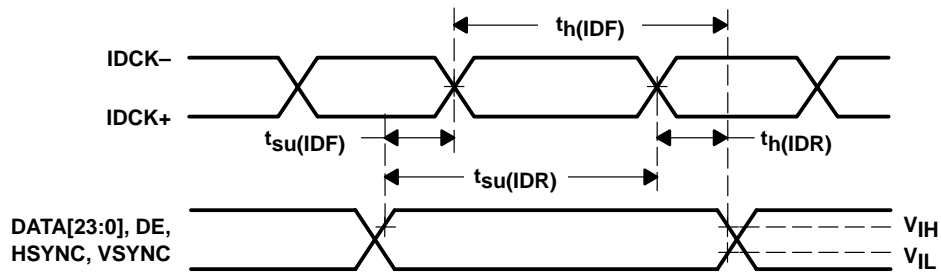 th(IDF)
IDCK–
IDCK+
tsu(IDF)
th(IDR)
tsu(IDR)
DATA[23:0], DE,
HSYNC, VSYNC
VIH
VIL